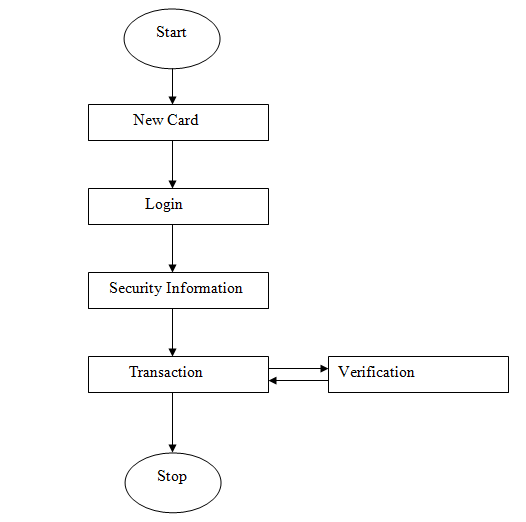 Start
New Card
Login
Security Information
Transaction
Verification
Stop